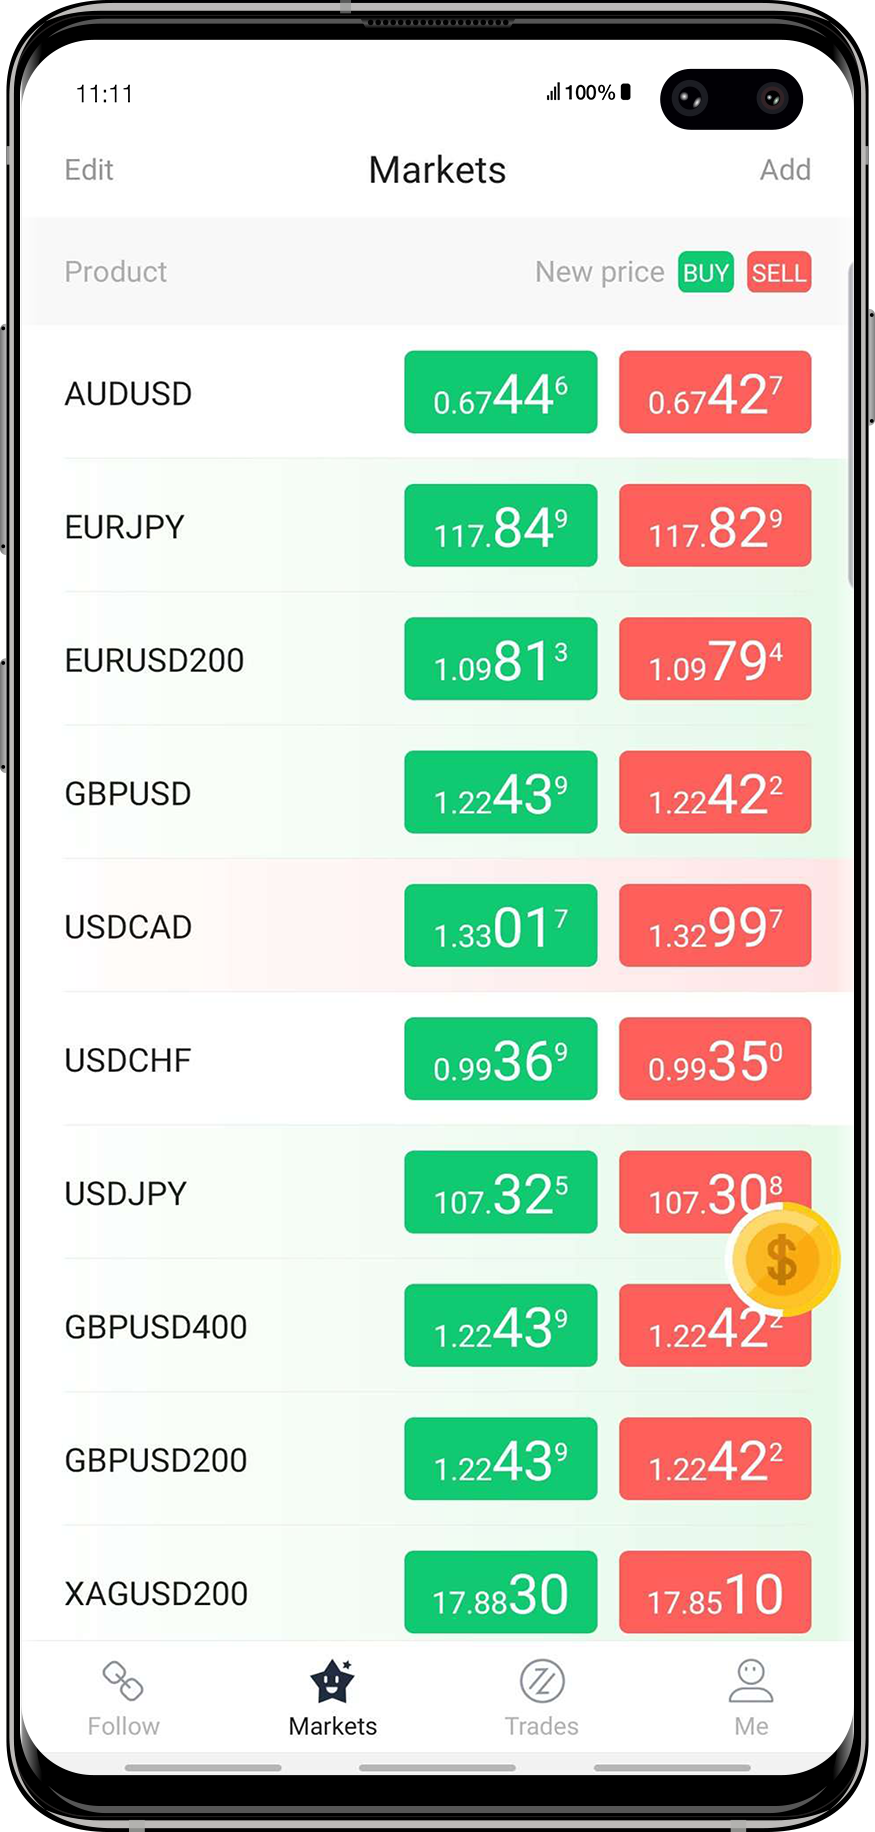 11:11 100%
Edit Markets Add
Product New price BUY SELL
AUDUSD 0.67446 0.67427
EURJPY 117.849 117.829
EURUSD200 1.09813 1.09794
GBPUSD 1.22439 1.22422
USDCAD 1.33017 1.32997
USDCHF 0.99369 0.99350
USDJPY 107.325 107.308
$
GBPUSD400 1.22439 1.22422
GBPUSD200 1.22439 1.22422
XAGUSD200 17.8830 17.8510
Follow Markets Trades Me